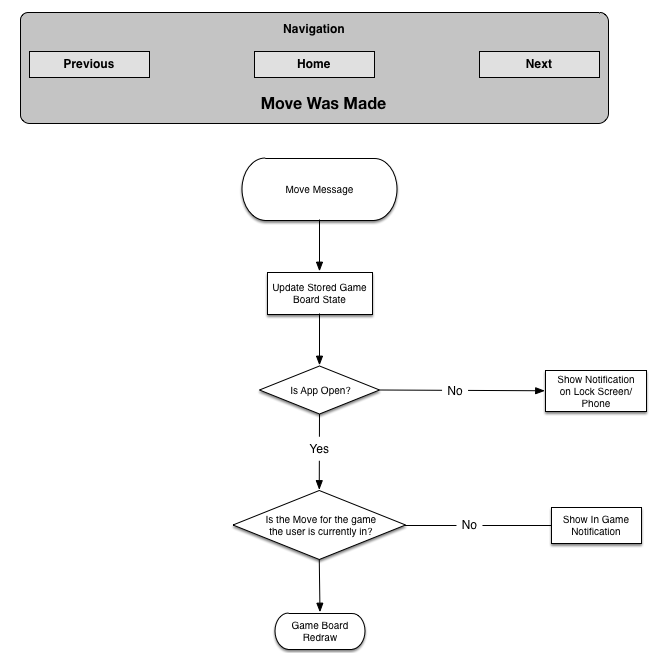 Navigation
Previous
Home
Next
Move Was Made
Move Message
Update Stored Game
Board State
Is App Open?
No
Show Notification
on Lock Screen/
Phone
Yes
Is the Move for the game
the user is currently in?
No
Show In Game
Notification
Game Board
Redraw